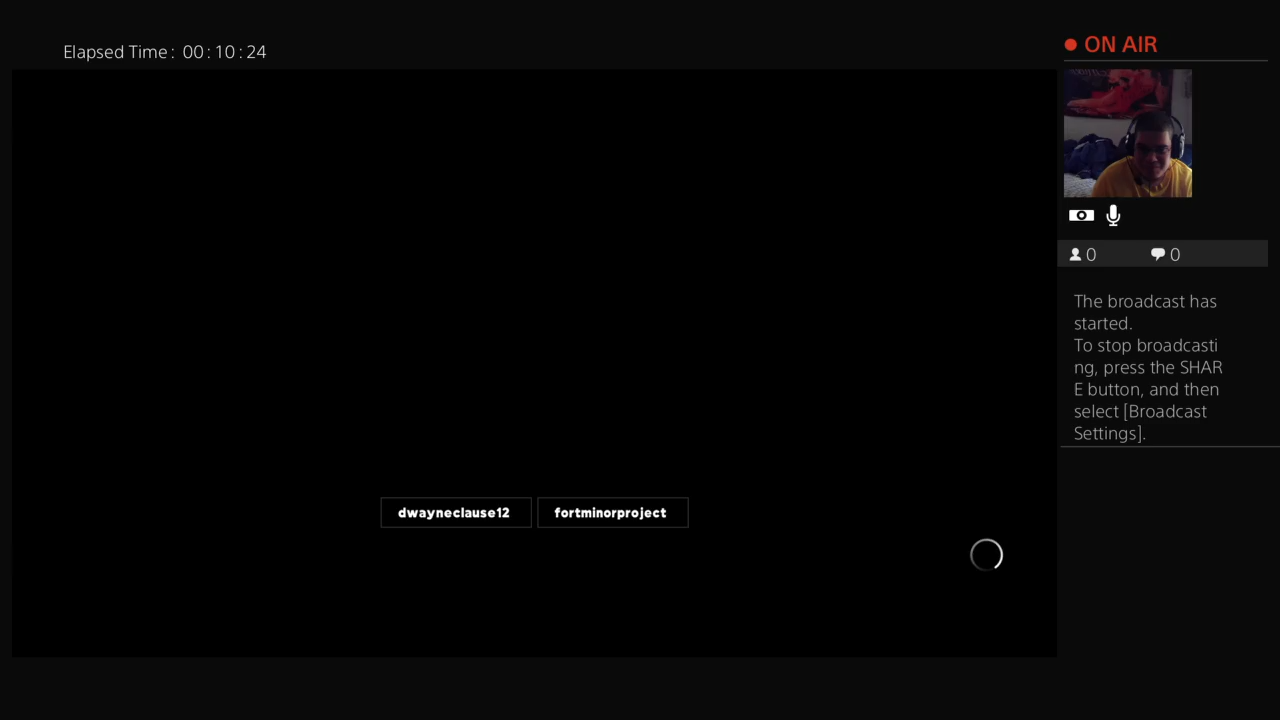 Elapsed Time: 00:10:24
ON AIR
0 0
The broadcast has
started.
To stop broadcasti
ng, press the SHAR
E button, and then
select [Broadcast
Settings].
dwayneclause12 fortminorproject